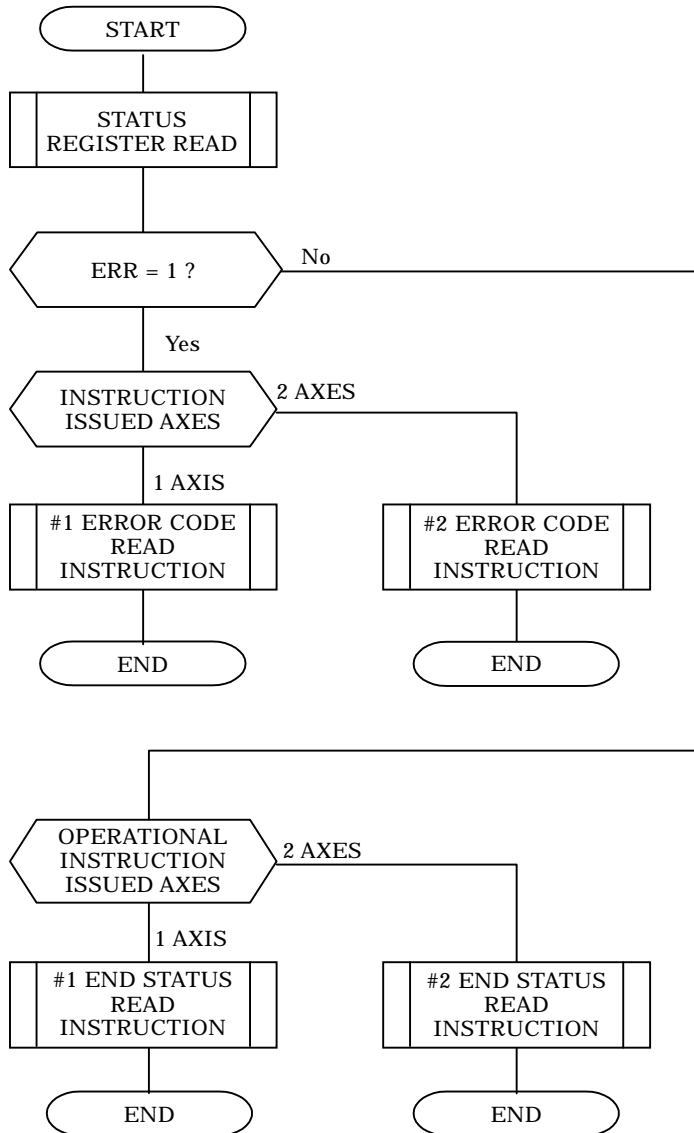 START
STATUS
REGISTER READ
ERR = 1 ?
No
Yes
INSTRUCTION
ISSUED AXES
2 AXES
1 AXIS
#1 ERROR CODE
READ
INSTRUCTION
#2 ERROR CODE
READ
INSTRUCTION
END
END
OPERATIONAL
INSTRUCTION
ISSUED AXES
2 AXES
1 AXIS
#1 END STATUS
READ
INSTRUCTION
#2 END STATUS
READ
INSTRUCTION
END
END